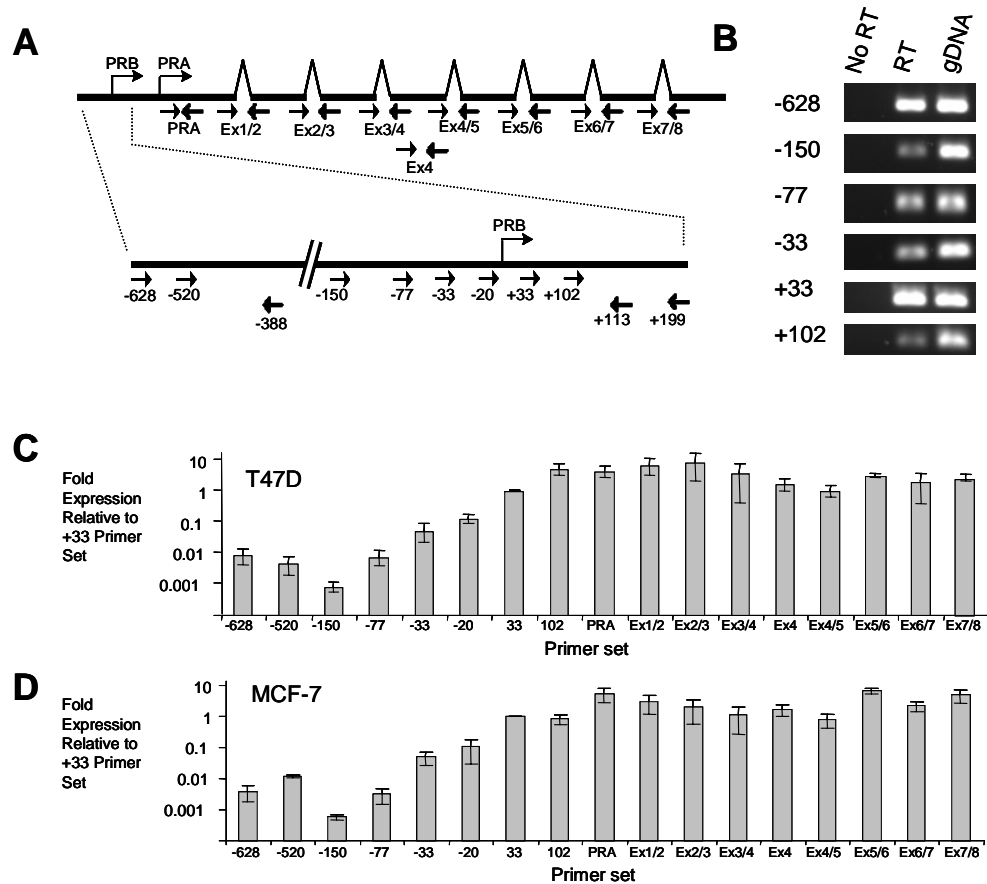 A
PRB
PRA
PRA
Ex1/2
Ex2/3
Ex3/4
Ex4/5
Ex5/6
Ex6/7
Ex7/8
Ex4
PRB
-628
-520
-388
-150
-77
-33
-20
+33
+102
+113
+199
B
No RT
RT
gDNA
-628
-150
-77
-33
+33
+102
C
Fold
Expression
Relative to
+33 Primer
Set
T47D
10
1
0.1
0.01
0.001
-628 -520 -150 -77 -33 -20 33 102 PRA Ex1/2 Ex2/3 Ex3/4 Ex4 Ex4/5 Ex5/6 Ex6/7 Ex7/8
Primer set
D
Fold
Expression
Relative to
+33 Primer
Set
MCF-7
10
1
0.1
0.01
0.001
-628 -520 -150 -77 -33 -20 33 102 PRA Ex1/2 Ex2/3 Ex3/4 Ex4 Ex4/5 Ex5/6 Ex6/7 Ex7/8
Primer set